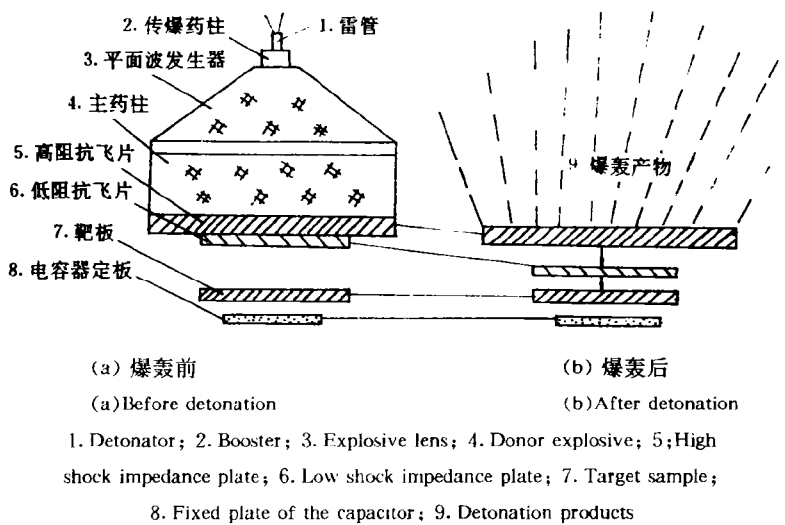 2. 传爆药柱
1. 雷管
3. 平面波发生器
4. 主药柱
5. 高阻抗飞片
6. 低阻抗飞片
7. 靶板
8. 电容器定板
9 爆轰产物
(a) 爆轰前
(b) 爆轰后
(a)Before detonation
(b)After detonation
1. Detonator; 2. Booster; 3. Explosive lens; 4. Donor explosive; 5;High
shock impedance plate; 6. Low shock impedance plate; 7. Target sample;
8. Fixed plate of the capacitor; 9. Detonation products